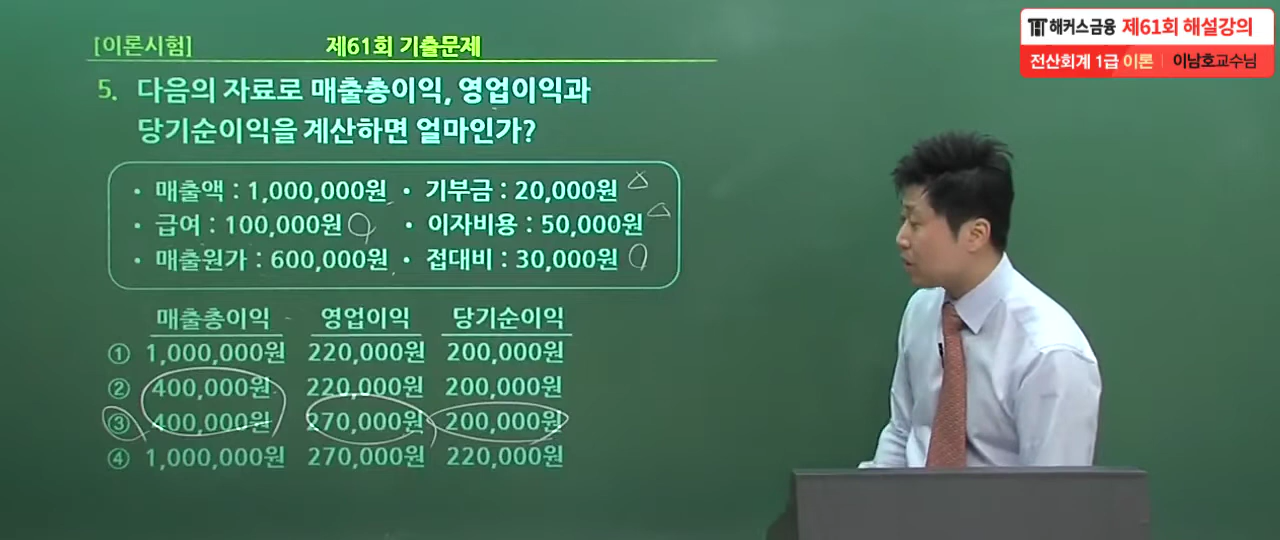 [이론시험] 제61회 기출문제
해커스금융 제61회 해설강의
전산회계 1급 이론 | 이남호교수님
5. 다음의 자료로 매출총이익, 영업이익과
당기순이익을 계산하면 얼마인가?
• 매출액 : 1,000,000원 • 기부금 : 20,000원
• 급여 : 100,000원 • 이자비용 : 50,000원
• 매출원가 : 600,000원 • 접대비 : 30,000원
매출총이익 영업이익 당기순이익
① 1,000,000원 220,000원 200,000원
② 400,000원 220,000원 200,000원
③ 400,000원 270,000원 200,000원
④ 1,000,000원 270,000원 220,000원